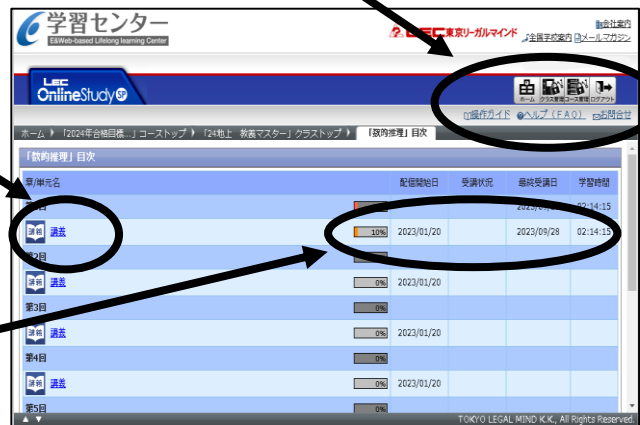 学習センター
E&Web-based Lifelong learning Center
LEC東京リーガルマインド
会社案内
全国学校案内 メールマガジン
LEC
OnlineStudy SP
ホーム クラス管理 コース管理 ログアウト
操作ガイド ヘルプ(FAQ) お問合せ
ホーム 「2024年合格目標...」コーストップ 「24地上 教養マスター」クラストップ 「数的推理」目次
「数的推理」目次
章/単元名 配信開始日 受講状況 最終受講日 学習時間
02:14:15
講義 講義 10% 2023/01/20 2023/09/28 02:14:15
第2回
講義 講義 0% 2023/01/20
第3回 0%
講義 講義 0% 2023/01/20
第4回 0%
講義 講義 0% 2023/01/20
第5回 0%
TOKYO LEGAL MIND K.K., All Rights Reserved.